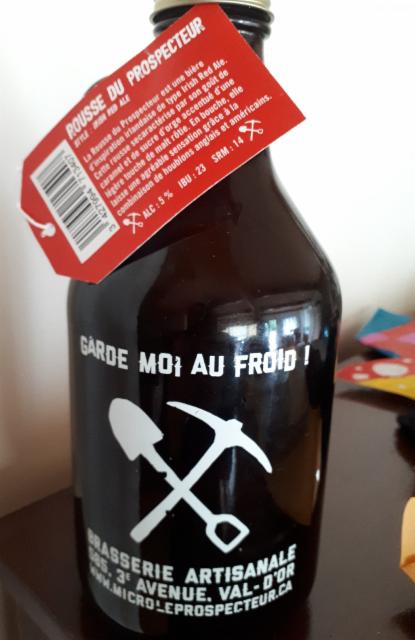 ROUSSE DU PROSPECTEUR
STYLE : IRISH RED ALE
La Rousse du Prospecteur est une bière
d'inspiration irlandaise de type Irish Red Ale.
Cette rousse se caractérise par son goût de
caramel et de sucre d'orge accentué d'une
légère touche de malt rôtie. En bouche, elle
laisse une agréable sensation grâce à la
combinaison de houblons anglais et américains.
ALC : 5 % IBU : 23 SRM : 14
GARDE MOI AU FROID !
BRASSERIE ARTISANALE
585, 3E AVENUE, VAL-D'OR
WWW.MICROLEPROSPECTEUR.CA